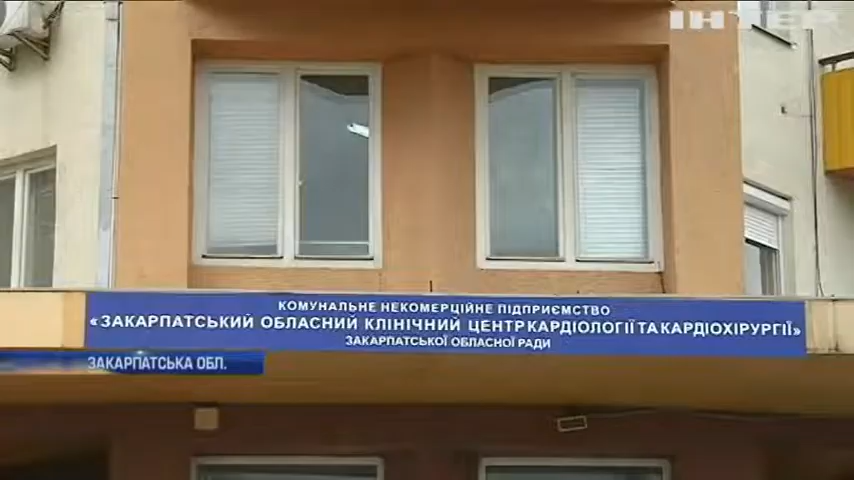 ІНТЕР
КОМУНАЛЬНЕ НЕКОМЕРЦІЙНЕ ПІДПРИЄМСТВО
«ЗАКАРПАТСЬКИЙ ОБЛАСНИЙ КЛІНІЧНИЙ ЦЕНТР КАРДІОЛОГІЇ ТА КАРДІОХІРУРГІЇ»
ЗАКАРПАТСЬКОЇ ОБЛАСНОЇ РАДИ
ЗАКАРПАТСЬКА ОБЛ.